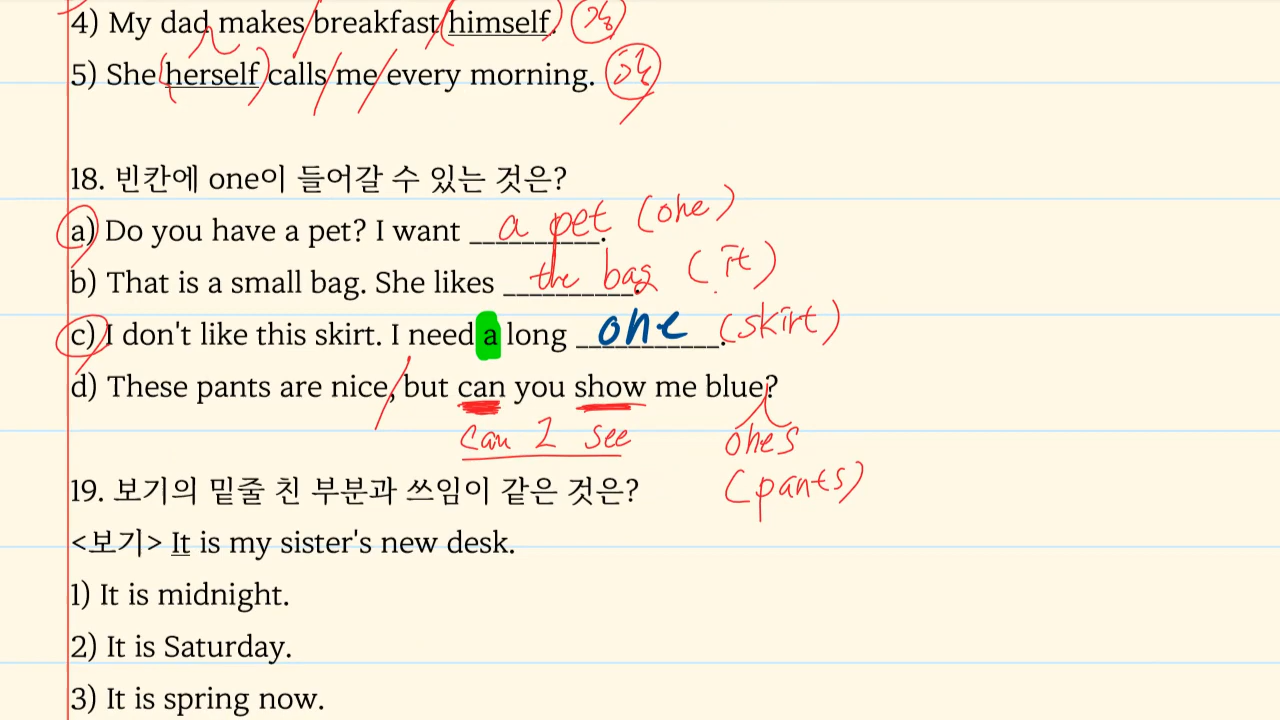 4) My dad makes breakfast himself. 강
5) She herself calls me every morning. 강
18. 빈칸에 one이 들어갈 수 있는 것은?
a) Do you have a pet? I want __________. a pet (one)
b) That is a small bag. She likes __________. the bag (it)
c) I don't like this skirt. I need a long one (skirt)
d) These pants are nice, but can you show me blue?
can I see ones
(pants)
19. 보기의 밑줄 친 부분과 쓰임이 같은 것은?
<보기> It is my sister's new desk.
1) It is midnight.
2) It is Saturday.
3) It is spring now.